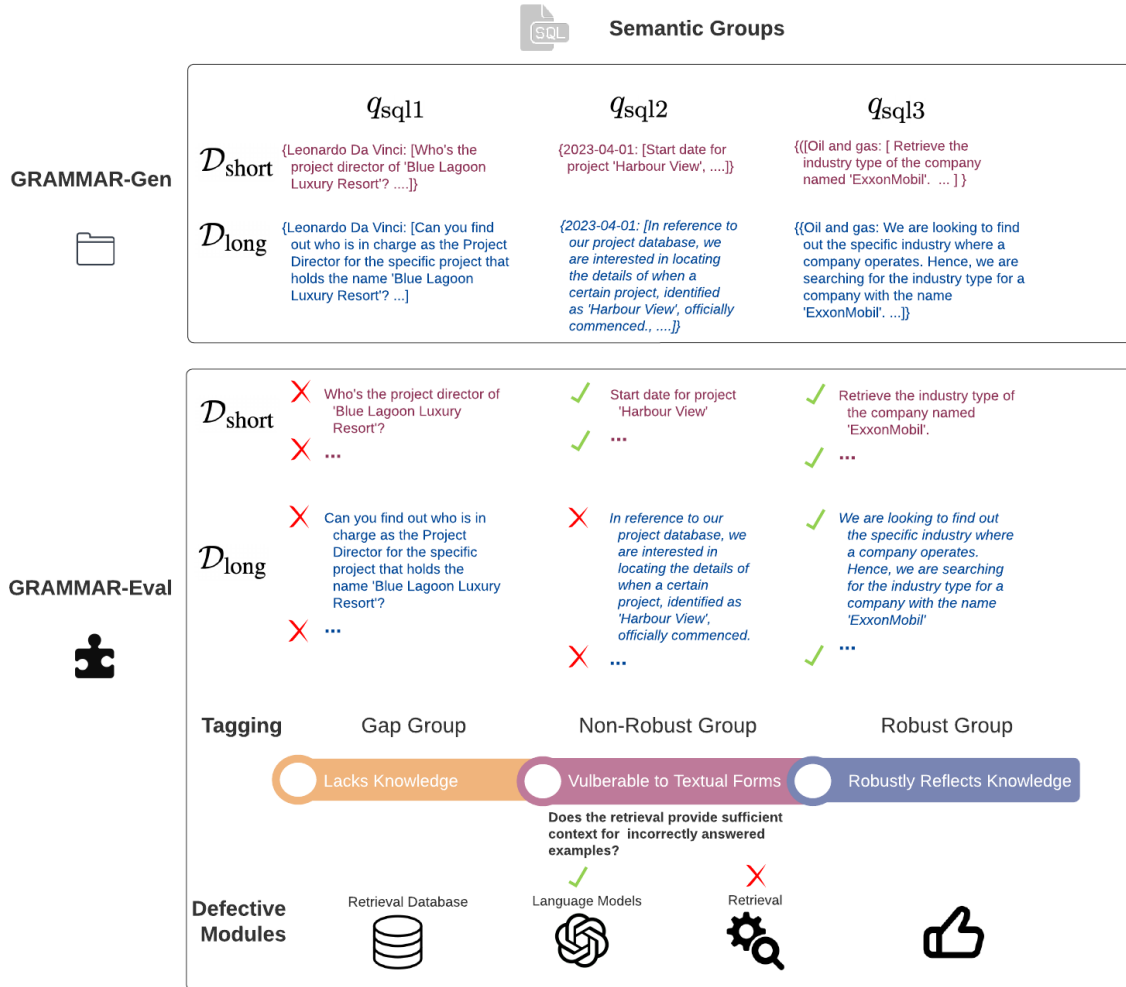 SQL
Semantic Groups
q_sql1 q_sql2 q_sql3
GRAMMAR-Gen
D_short
{Leonardo Da Vinci: [Who's the
project director of 'Blue Lagoon
Luxury Resort'? ....]}
{2023-04-01: [Start date for
project 'Harbour View', ....]}
{([Oil and gas: [ Retrieve the
industry type of the company
named 'ExxonMobil'. ... ] }
D_long
{Leonardo Da Vinci: [Can you find
out who is in charge as the Project
Director for the specific project that
holds the name 'Blue Lagoon
Luxury Resort'? ...]
{2023-04-01: [In reference to
our project database, we
are interested in locating
the details of when a
certain project, identified
as 'Harbour View', officially
commenced., ....]}
{{Oil and gas: We are looking to find
out the specific industry where a
company operates. Hence, we are
searching for the industry type for a
company with the name
'ExxonMobil'. ...]}
GRAMMAR-Eval
D_short
Who's the project director of
'Blue Lagoon Luxury
Resort'?
...
Start date for project
'Harbour View'
...
Retrieve the industry type of
the company named
'ExxonMobil'.
...
D_long
Can you find out who is in
charge as the Project
Director for the specific
project that holds the
name 'Blue Lagoon Luxury
Resort'?
...
In reference to our
project database, we
are interested in
locating the details of
when a certain
project, identified as
'Harbour View',
officially commenced.
...
We are looking to find out
the specific industry where
a company operates.
Hence, we are searching
for the industry type for a
company with the name
'ExxonMobil'
...
Tagging
Gap Group
Non-Robust Group
Robust Group
Lacks Knowledge
Vulberable to Textual Forms
Robustly Reflects Knowledge
Does the retrieval provide sufficient
context for incorrectly answered
examples?
Defective
Modules
Retrieval Database
Language Models
Retrieval